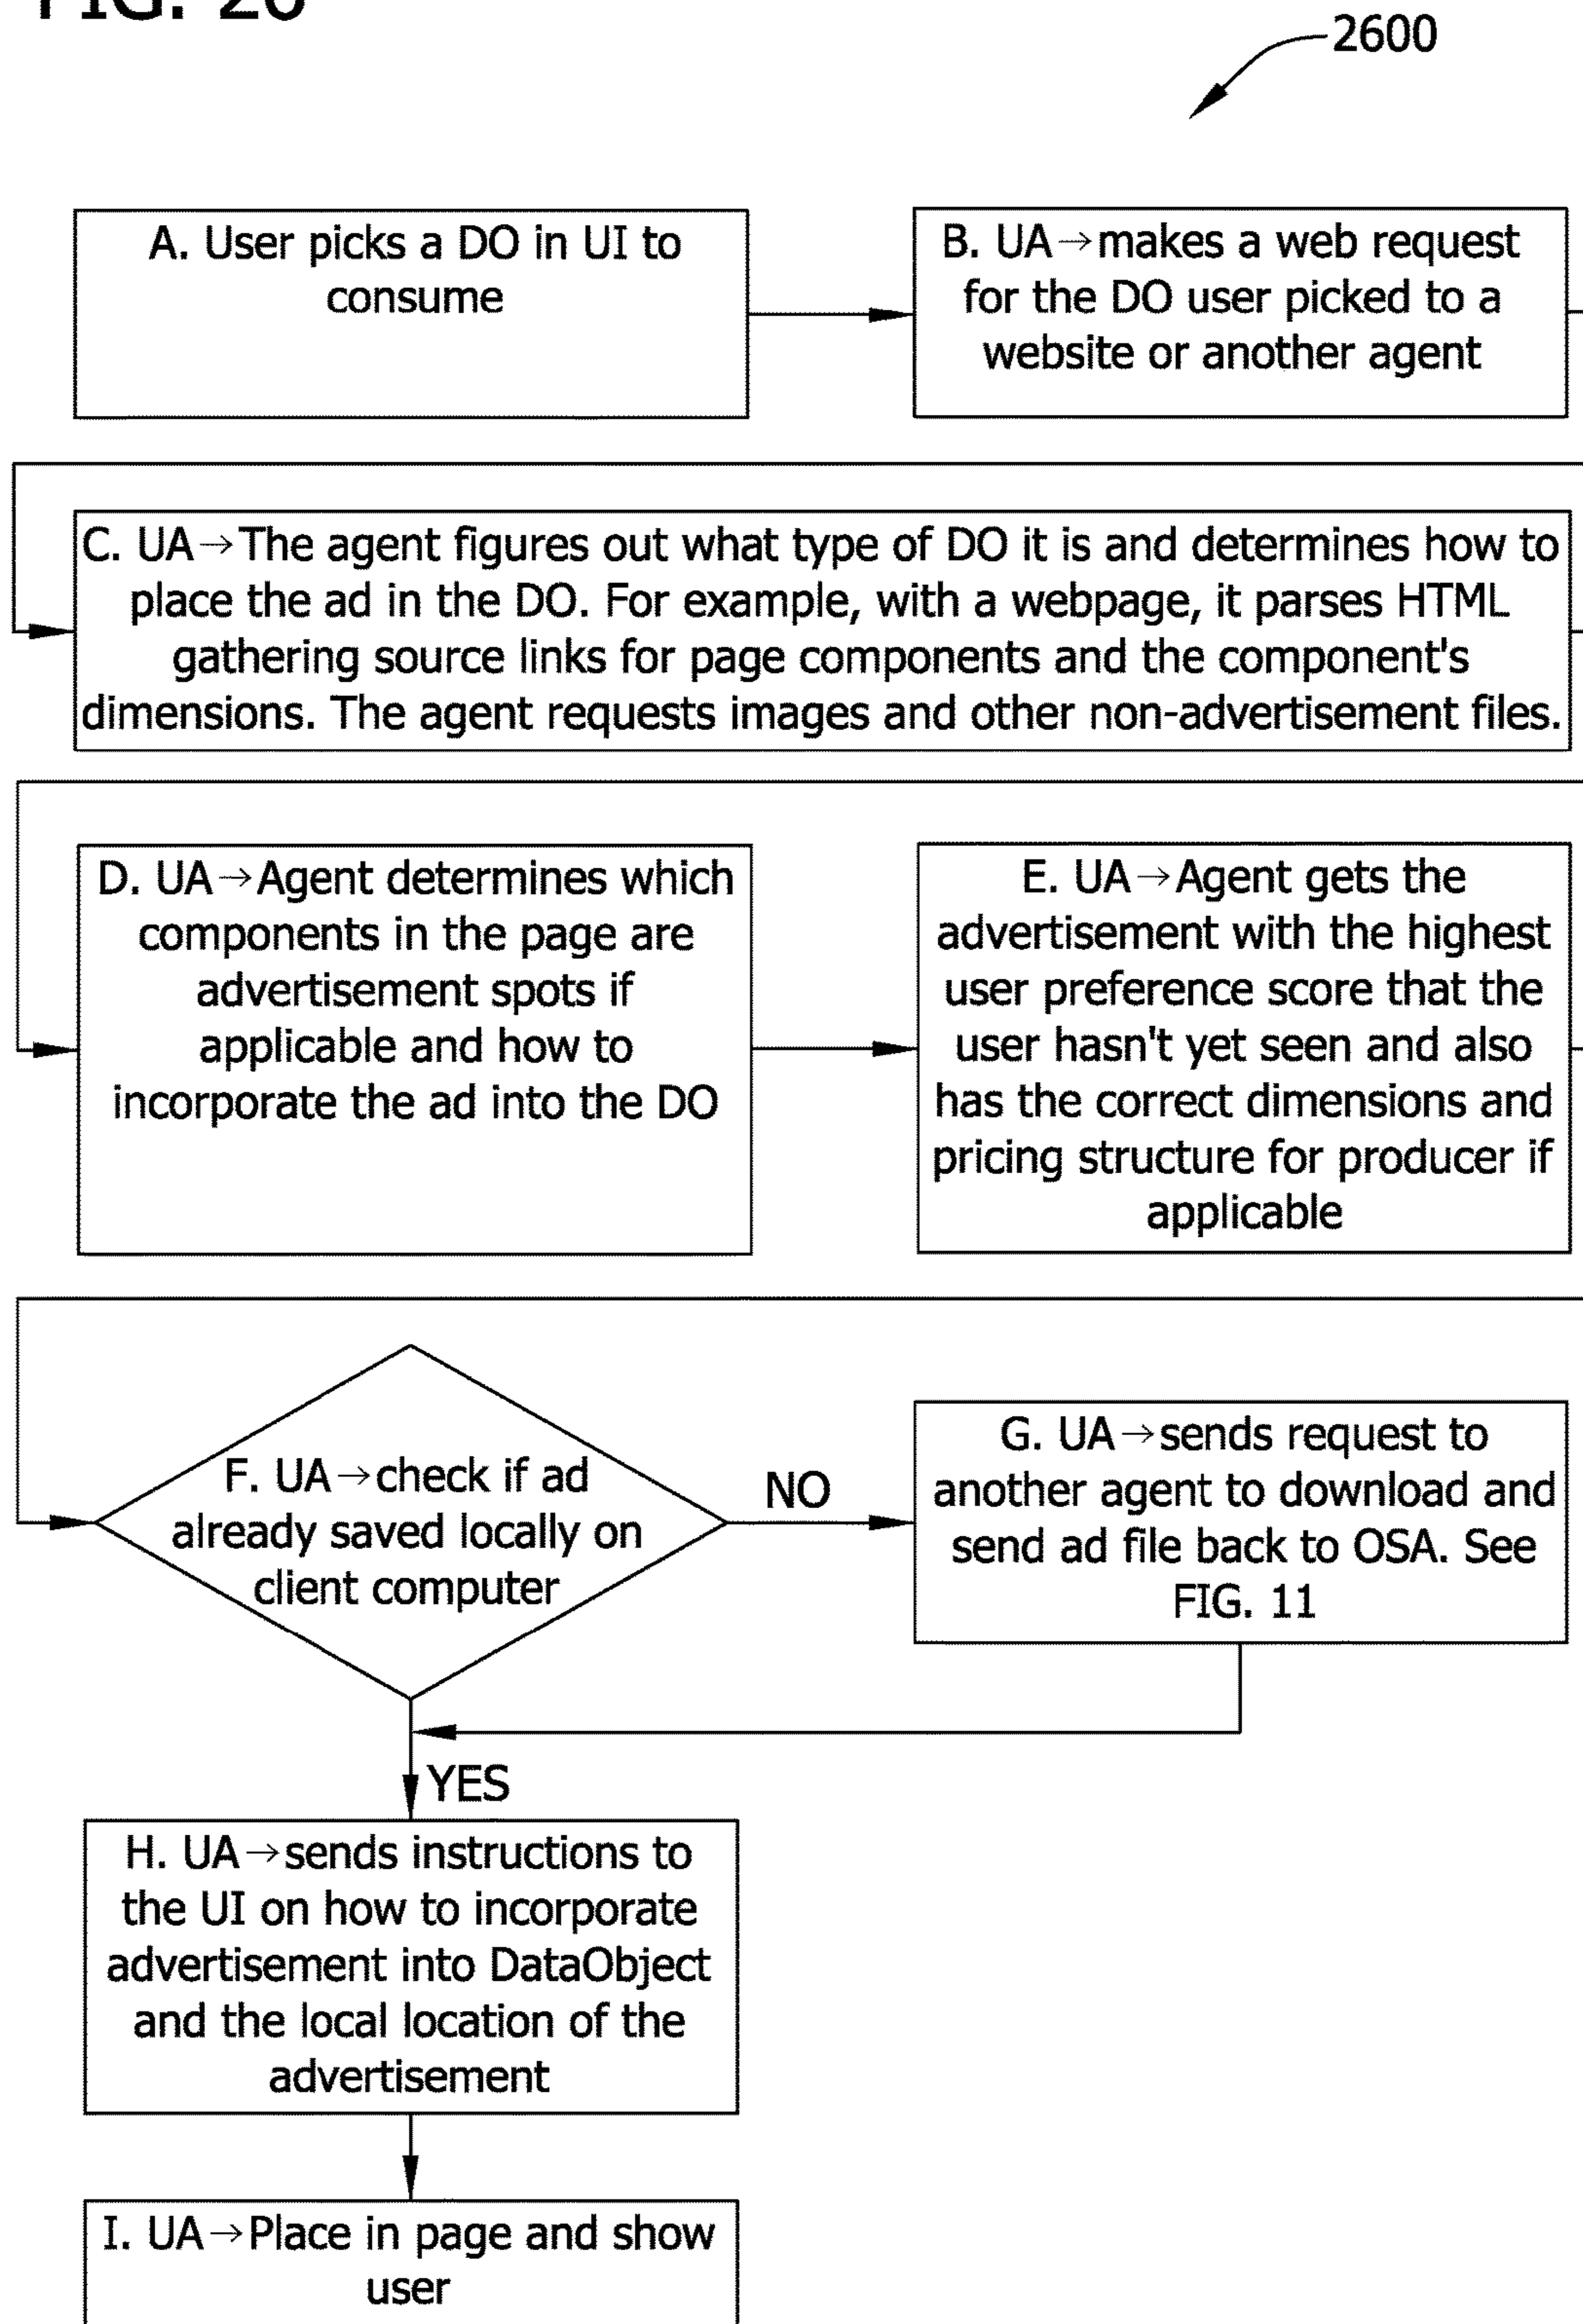 FIG. 26
2600
A. User picks a DO in UI to
consume
B. UA→makes a web request
for the DO user picked to a
website or another agent
C. UA→The agent figures out what type of DO it is and determines how to
place the ad in the DO. For example, with a webpage, it parses HTML
gathering source links for page components and the component's
dimensions. The agent requests images and other non-advertisement files.
D. UA→Agent determines which
components in the page are
advertisement spots if
applicable and how to
incorporate the ad into the DO
E. UA→Agent gets the
advertisement with the highest
user preference score that the
user hasn't yet seen and also
has the correct dimensions and
pricing structure for producer if
applicable
F. UA→check if ad
already saved locally on
client computer
NO
G. UA→sends request to
another agent to download and
send ad file back to OSA. See
FIG. 11
YES
H. UA→sends instructions to
the UI on how to incorporate
advertisement into DataObject
and the local location of the
advertisement
I. UA→Place in page and show
user